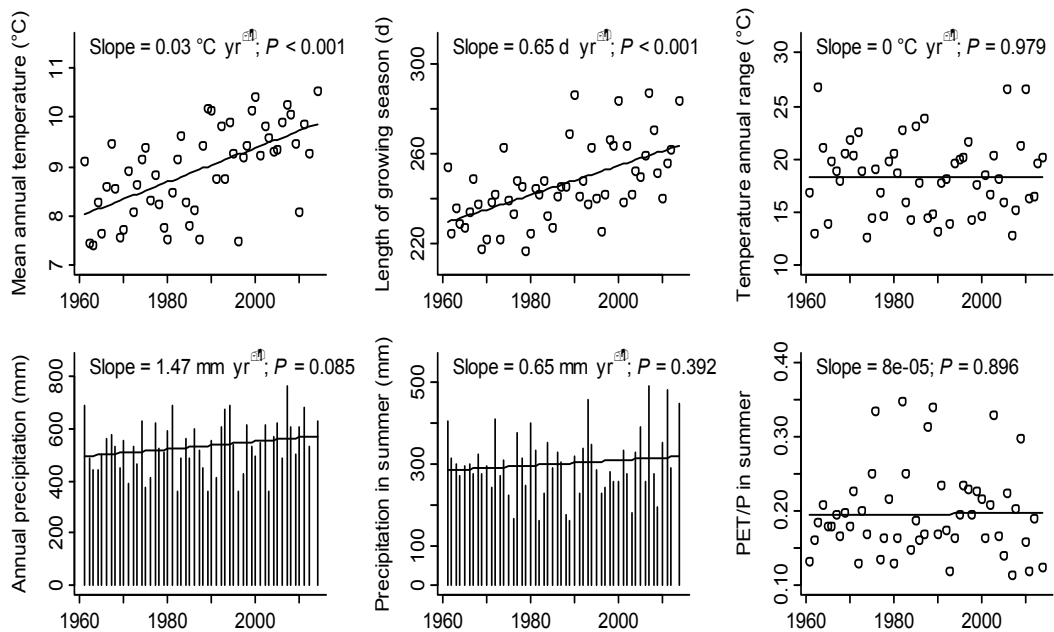 Mean annual temperature (°C)
Slope = 0.03 °C yr; P < 0.001
11
10
9
8
7
1960 1980 2000
Length of growing season (d)
Slope = 0.65 d yr; P < 0.001
300
260
220
1960 1980 2000
Temperature annual range (°C)
Slope = 0 °C yr; P = 0.979
30
25
20
15
10
1960 1980 2000
Annual precipitation (mm)
Slope = 1.47 mm yr; P = 0.085
800
600
400
200
0
1960 1980 2000
Precipitation in summer (mm)
Slope = 0.65 mm yr; P = 0.392
500
300
100
0
1960 1980 2000
PET/P in summer
Slope = 8e-05; P = 0.896
0.40
0.30
0.20
0.10
1960 1980 2000